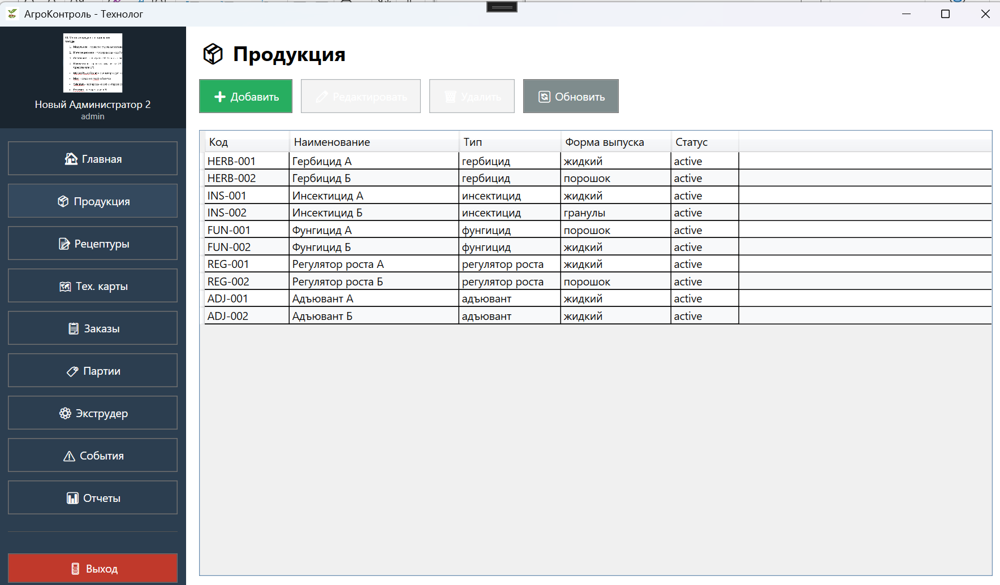 АгроКонтроль - Технолог
Новый Администратор 2
admin
Главная
Продукция
Рецептуры
Тех. карты
Заказы
Партии
Экструдер
События
Отчеты
Выход
Продукция
Добавить Редактировать Удалить Обновить
Код Наименование Тип Форма выпуска Статус
HERB-001 Гербицид А гербицид жидкий active
HERB-002 Гербицид Б гербицид порошок active
INS-001 Инсектицид А инсектицид жидкий active
INS-002 Инсектицид Б инсектицид гранулы active
FUN-001 Фунгицид А фунгицид порошок active
FUN-002 Фунгицид Б фунгицид жидкий active
REG-001 Регулятор роста А регулятор роста жидкий active
REG-002 Регулятор роста Б регулятор роста порошок active
ADJ-001 Адъювант А адъювант жидкий active
ADJ-002 Адъювант Б адъювант жидкий active